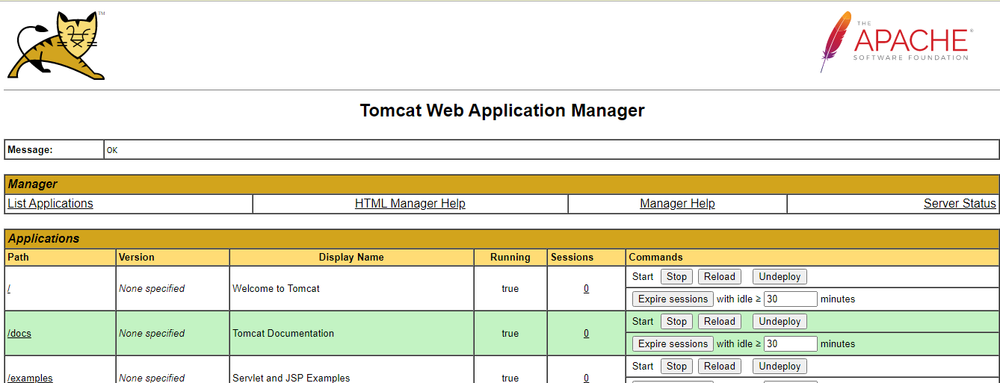 TM
THE
APACHE®
SOFTWARE FOUNDATION
Tomcat Web Application Manager
Message: OK
Manager
List Applications HTML Manager Help Manager Help Server Status
Applications
Path Version Display Name Running Sessions Commands
/ None specified Welcome to Tomcat true 0 Start Stop Reload Undeploy
Expire sessions with idle ≥ 30 minutes
/docs None specified Tomcat Documentation true 0 Start Stop Reload Undeploy
Expire sessions with idle ≥ 30 minutes
/examples None specified Servlet and JSP Examples true 0 Start Stop Reload Undeploy